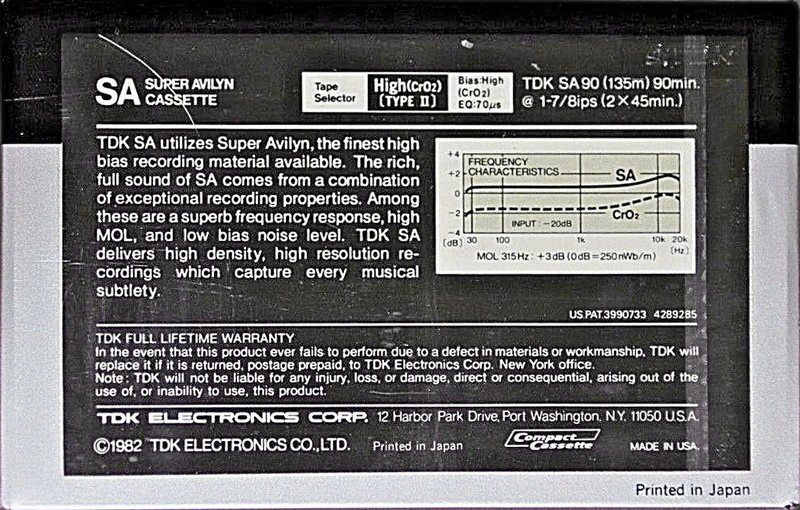 SA SUPER AVILYN
CASSETTE
Tape
Selector
High(CrO₂)
(TYPE II)
Bias:High
(CrO₂)
EQ:70μs
TDK SA90 (135m) 90min.
@ 1-7/8ips (2×45min.)
TDK SA utilizes Super Avilyn, the finest high
bias recording material available. The rich,
full sound of SA comes from a combination
of exceptional recording properties. Among
these are a superb frequency response, high
MOL, and low bias noise level. TDK SA
delivers high density, high resolution re-
cordings which capture every musical
subtlety.
FREQUENCY
CHARACTERISTICS
SA
CrO₂
INPUT: −20dB
+4
+2
0
−2
−4
(dB) 30 100 1k 10k 20k
(Hz)
MOL 315Hz: +3dB (0dB=250nWb/m)
US PAT.3990733 4289285
TDK FULL LIFETIME WARRANTY
In the event that this product ever fails to perform due to a defect in materials or workmanship, TDK will
replace it if it is returned, postage prepaid, to TDK Electronics Corp. New York office.
Note: TDK will not be liable for any injury, loss, or damage, direct or consequential, arising out of the
use of, or inability to use, this product.
TDK ELECTRONICS CORP. 12 Harbor Park Drive, Port Washington. N.Y. 11050 U.S.A.
©1982 TDK ELECTRONICS CO.,LTD. Printed in Japan Compact Cassette MADE IN USA.
Printed in Japan